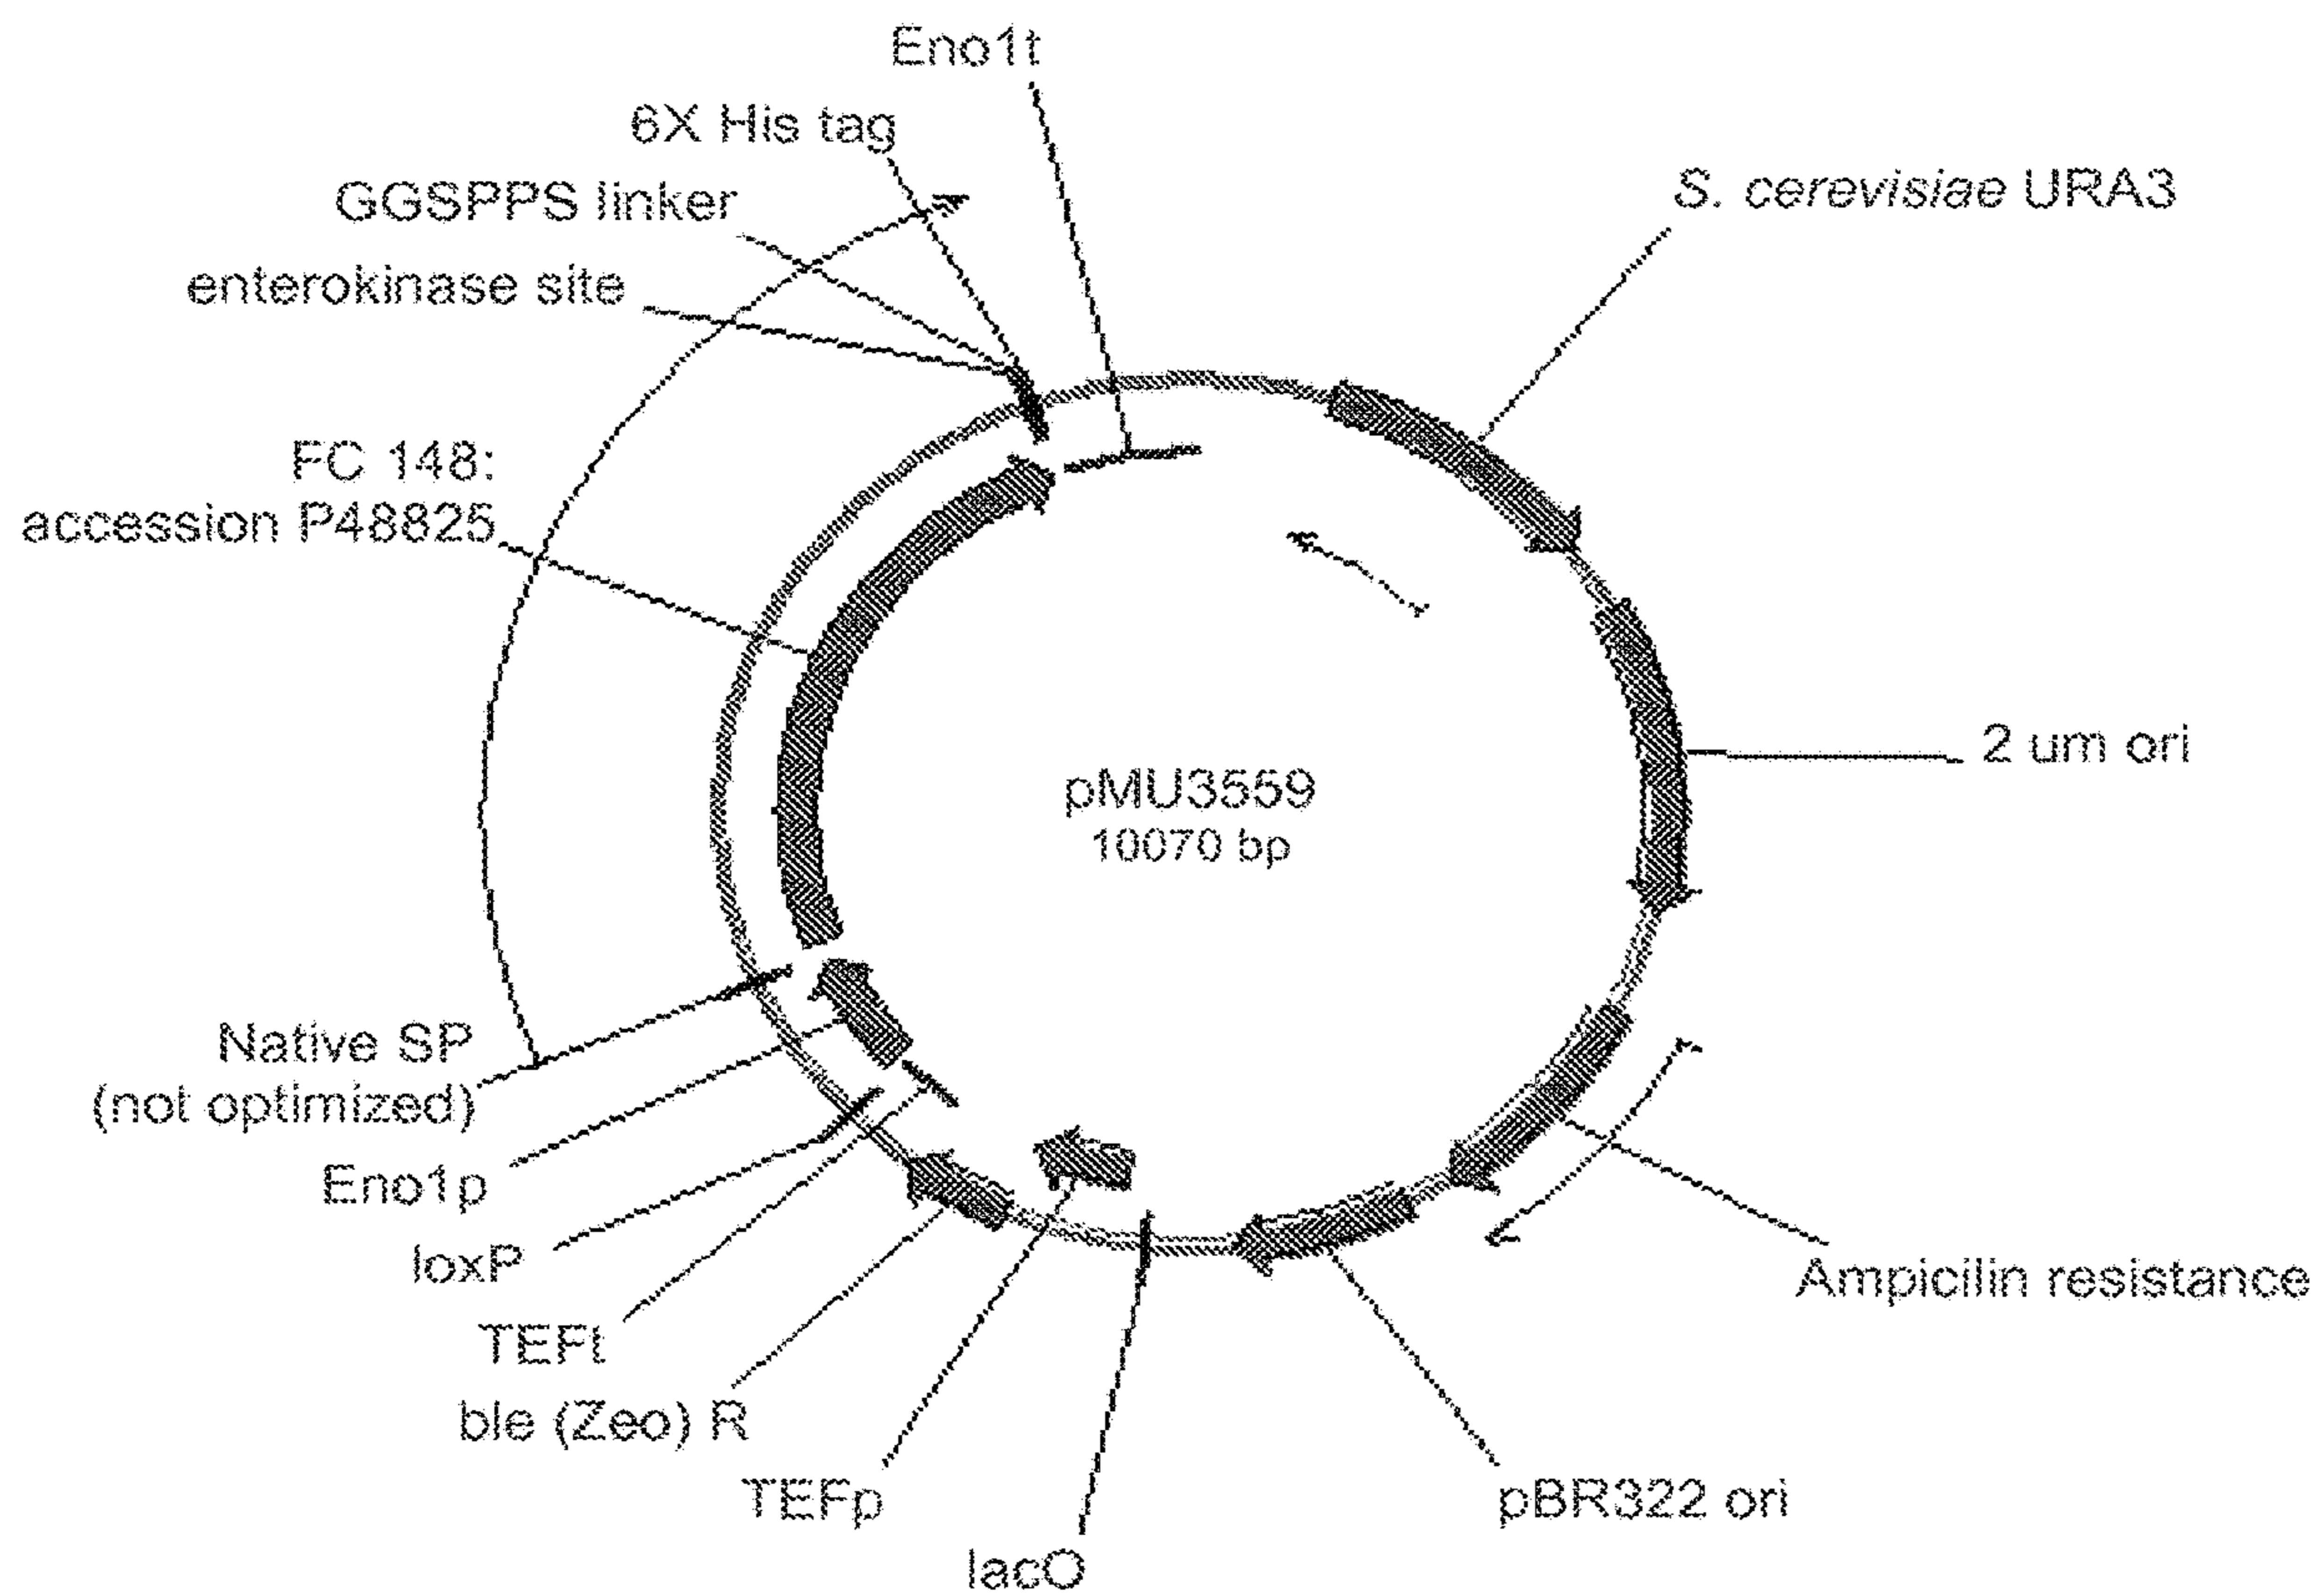 Eno1t
6X His tag
GGSPPS linker
enterokinase site
S. cerevisiae URA3
FC 148:
accession P48825
2 um ori
pMU3559
10070 bp
Native SP
(not optimized)
Eno1p
loxP
TEFt
ble (Zeo) R
TEFp
lacO
pBR322 ori
Ampicilin resistance